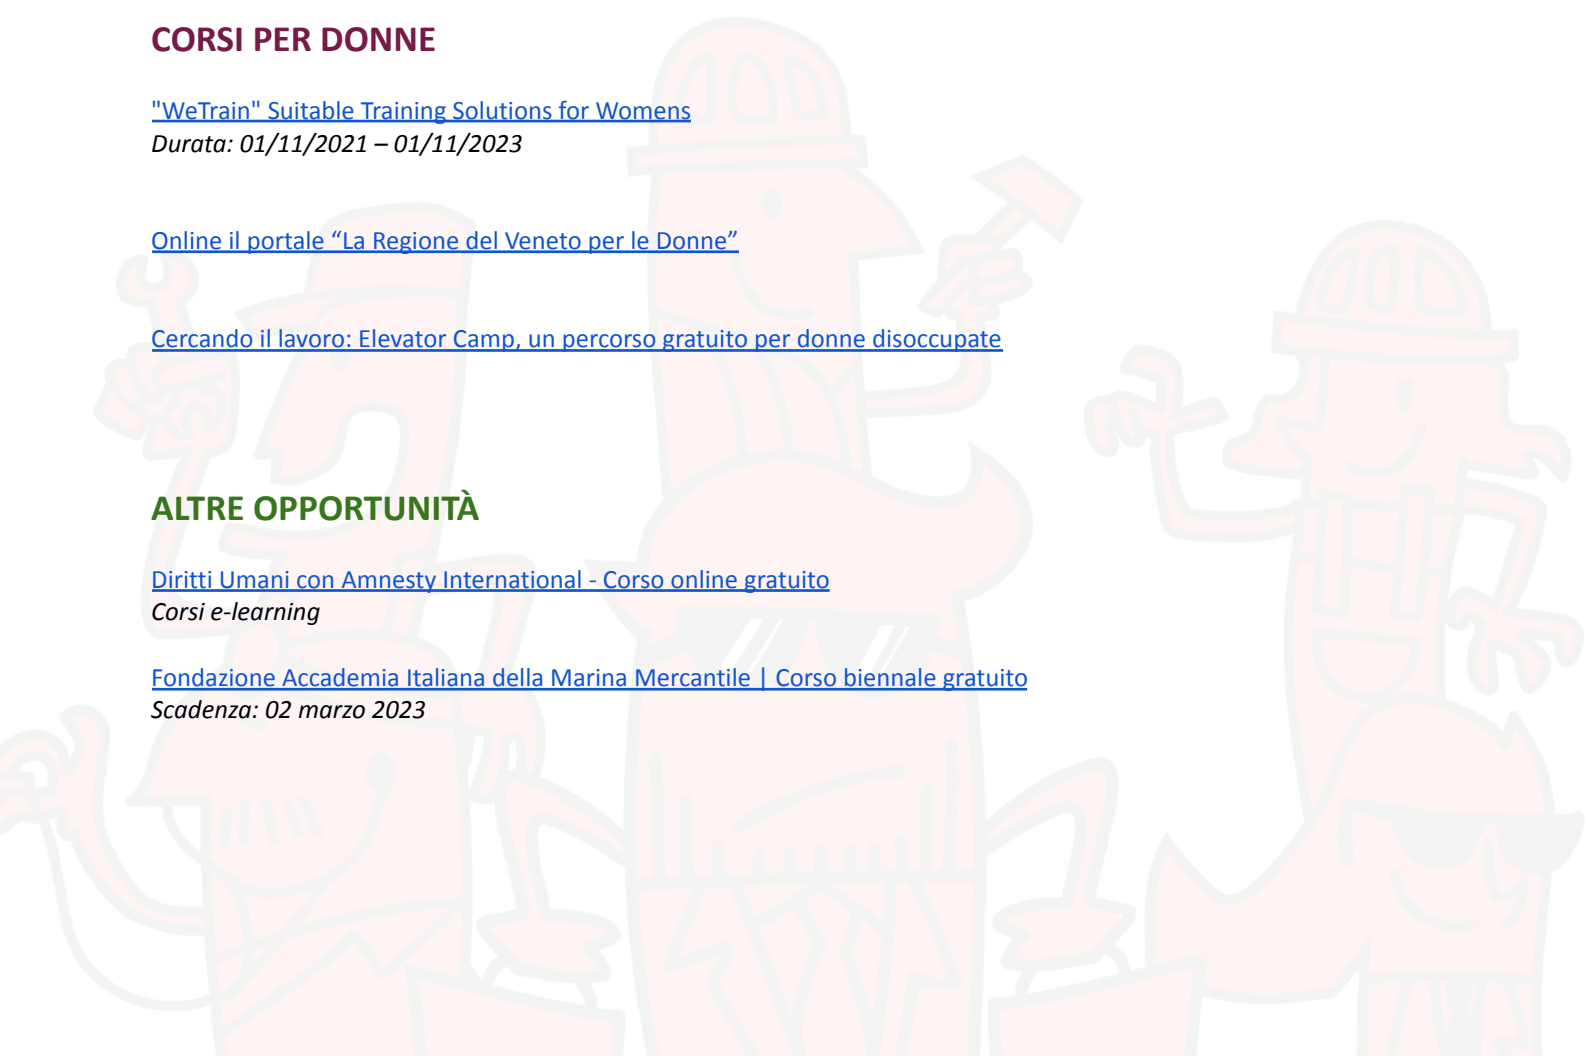 CORSI PER DONNE
"WeTrain" Suitable Training Solutions for Womens
Durata: 01/11/2021 – 01/11/2023
Online il portale “La Regione del Veneto per le Donne”
Cercando il lavoro: Elevator Camp, un percorso gratuito per donne disoccupate
ALTRE OPPORTUNITÀ
Diritti Umani con Amnesty International - Corso online gratuito
Corsi e-learning
Fondazione Accademia Italiana della Marina Mercantile | Corso biennale gratuito
Scadenza: 02 marzo 2023